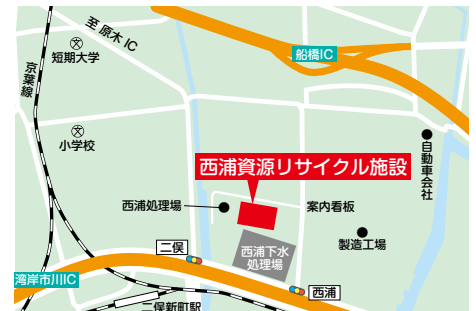 至 原木IC
船橋IC
短期大学
京葉線
小学校
自動車会社
西浦資源リサイクル施設
西浦処理場
案内看板
製造工場
二俣
西浦下水
処理場
湾岸市川IC
西浦
二俣新町駅